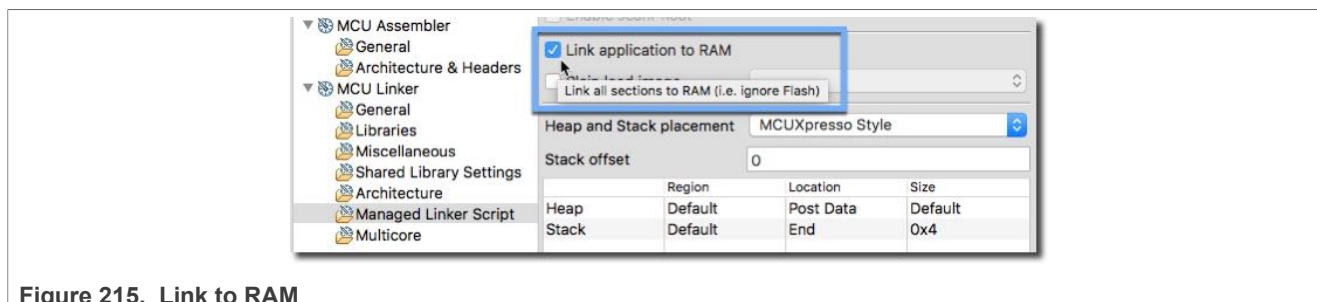 MCU Assembler
General
Architecture & Headers
MCU Linker
General
Libraries
Miscellaneous
Shared Library Settings
Architecture
Managed Linker Script
Multicore
Link application to RAM
Link all sections to RAM (i.e. ignore Flash)
Heap and Stack placement MCUXpresso Style
Stack offset 0
Region Location Size
Heap Default Post Data Default
Stack Default End 0x4
Figure 215. Link to RAM